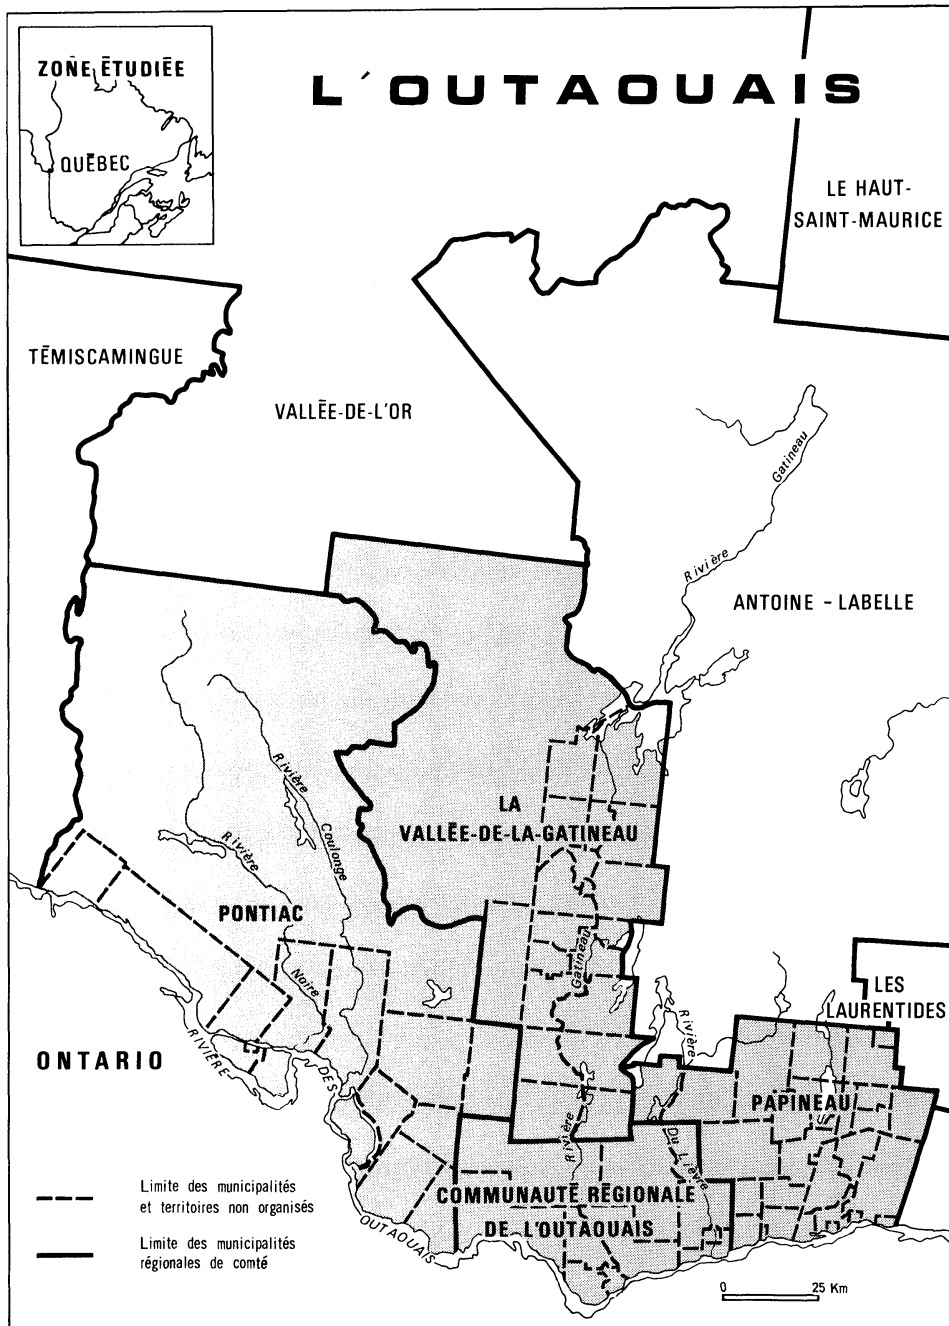 ZONE ÉTUDIÉE
QUÉBEC
L'OUTAOUAIS
LE HAUT-
SAINT-MAURICE
TÉMISCAMINGUE
VALLÉE-DE-L'OR
Gatineau
Rivière
ANTOINE - LABELLE
Rivière
Coulonge
Rivière
Noire
LA
VALLÉE-DE-LA-GATINEAU
PONTIAC
Gatineau
Rivière
LES
LAURENTIDES
ONTARIO
RIVIÈRE
DES
OUTAOUAIS
Rivière
Du Lièvre
PAPINEAU
COMMUNAUTÉ RÉGIONALE
DE L'OUTAOUAIS
Limite des municipalités
et territoires non organisés
Limite des municipalités
régionales de comté
0 25 Km